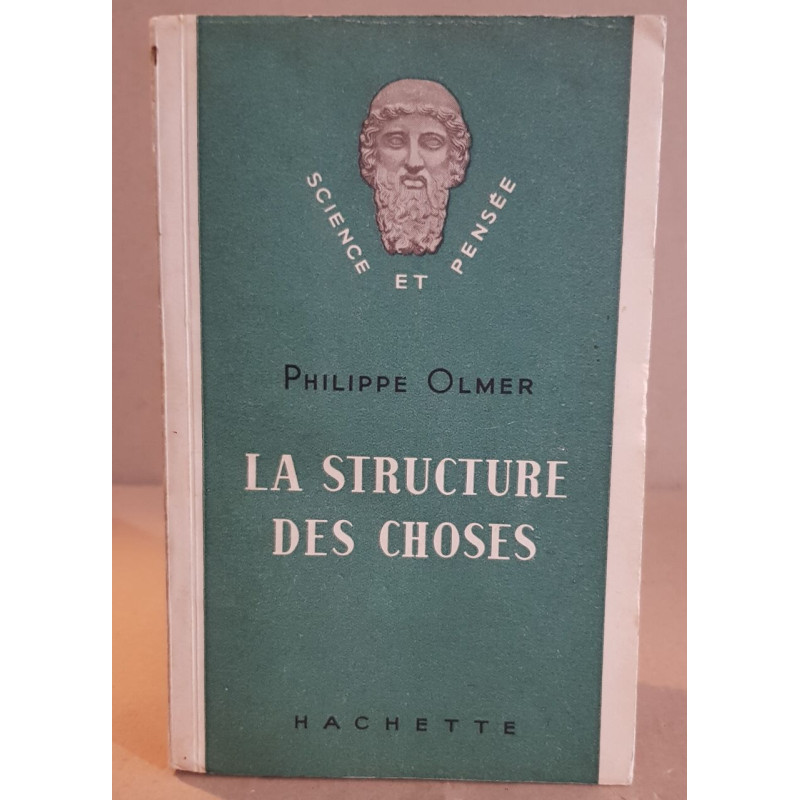 SCIENCE ET PENSÉE
PHILIPPE OLMER
LA STRUCTURE
DES CHOSES
HACHETTE